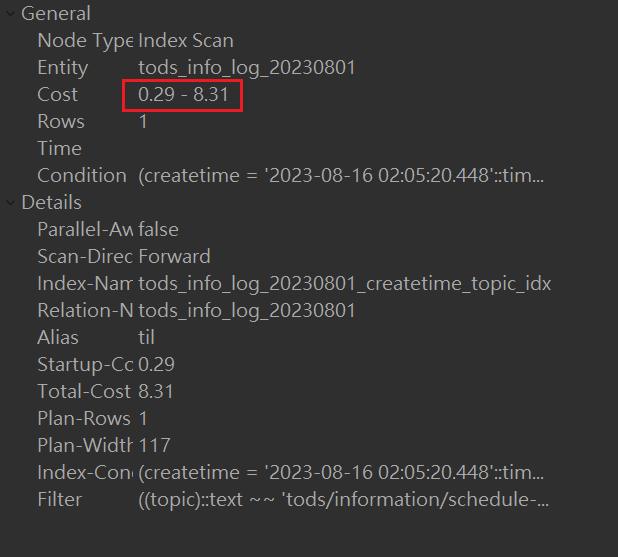 General
Node Type Index Scan
Entity tods_info_log_20230801
Cost 0.29 - 8.31
Rows 1
Time
Condition (createtime = '2023-08-16 02:05:20.448'::tim...
Details
Parallel-Aw false
Scan-Direc Forward
Index-Nam tods_info_log_20230801_createtime_topic_idx
Relation-N tods_info_log_20230801
Alias til
Startup-Co 0.29
Total-Cost 8.31
Plan-Rows 1
Plan-Width 117
Index-Con (createtime = '2023-08-16 02:05:20.448'::tim...
Filter ((topic)::text ~~ 'tods/information/schedule-...